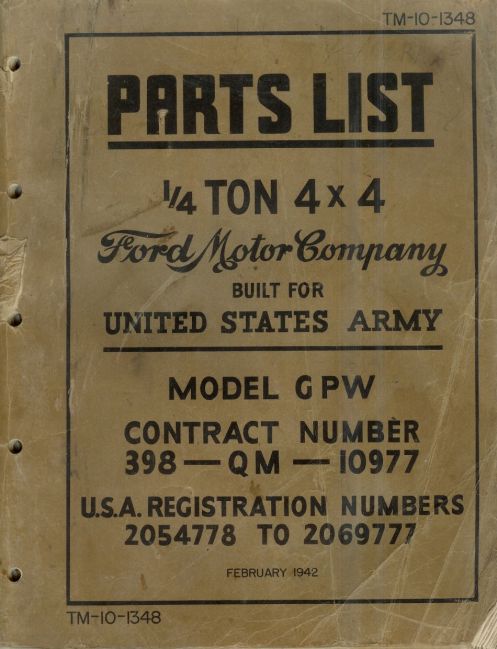 TM-10-1348
PARTS LIST
1/4 TON 4 x 4
Ford Motor Company
BUILT FOR
UNITED STATES ARMY
MODEL GPW
CONTRACT NUMBER
398 — QM — 10977
U.S.A. REGISTRATION NUMBERS
2054778 TO 2069777
FEBRUARY 1942
TM-10-1348